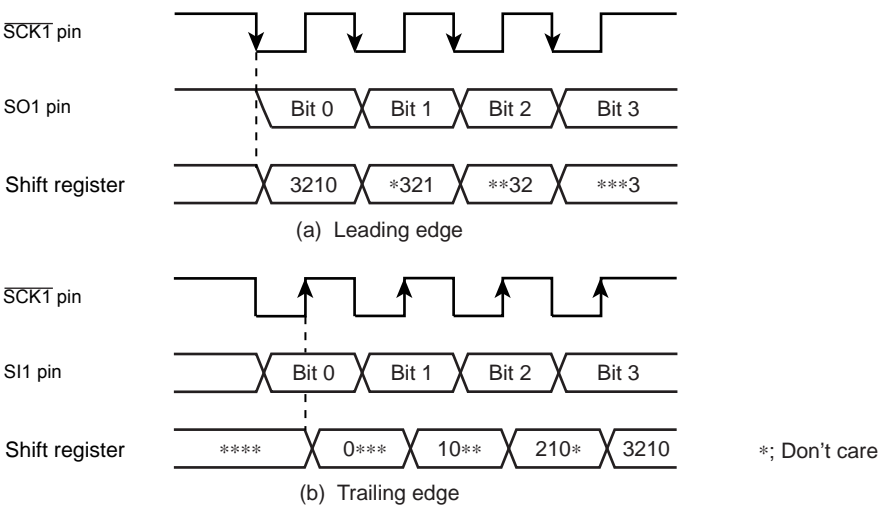 SCK1 pin
SO1 pin Bit 0 Bit 1 Bit 2 Bit 3
Shift register 3210 *321 **32 ***3
(a) Leading edge
SCK1 pin
SI1 pin Bit 0 Bit 1 Bit 2 Bit 3
Shift register **** 0*** 10** 210* 3210 *; Don't care
(b) Trailing edge